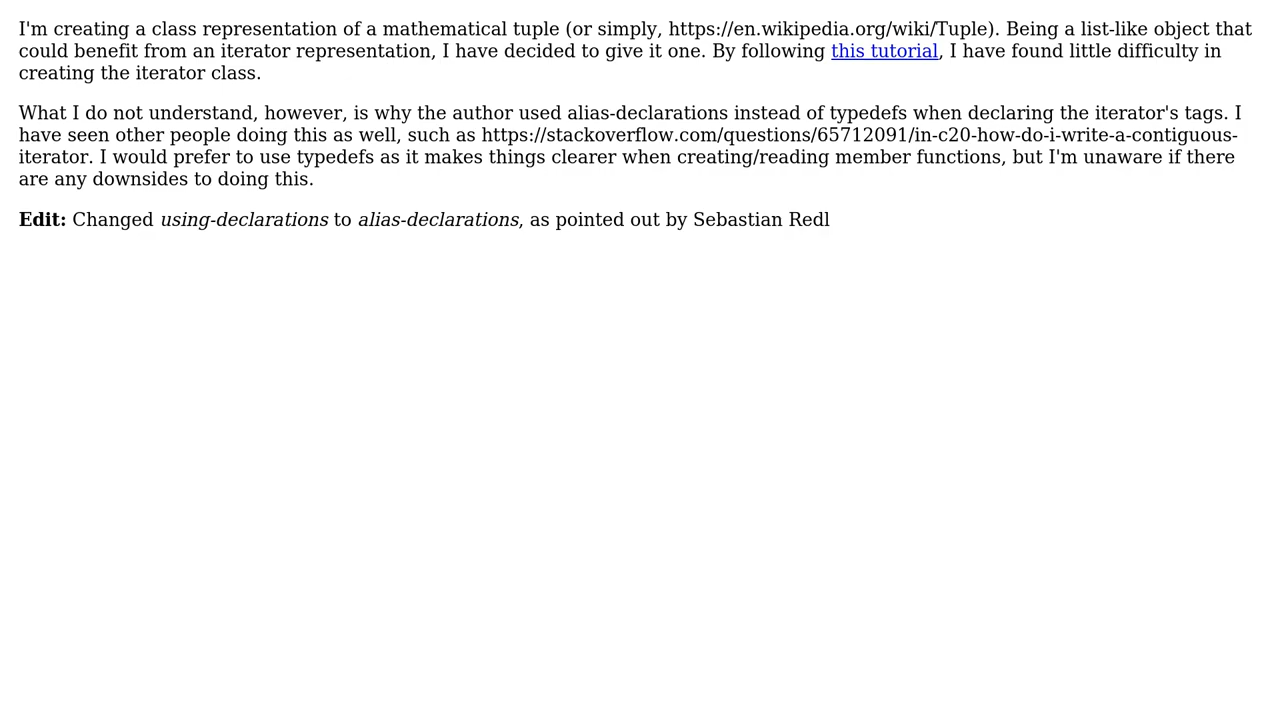 I'm creating a class representation of a mathematical tuple (or simply, https://en.wikipedia.org/wiki/Tuple). Being a list-like object that
could benefit from an iterator representation, I have decided to give it one. By following this tutorial, I have found little difficulty in
creating the iterator class.
What I do not understand, however, is why the author used alias-declarations instead of typedefs when declaring the iterator's tags. I
have seen other people doing this as well, such as https://stackoverflow.com/questions/65712091/in-c20-how-do-i-write-a-contiguous-
iterator. I would prefer to use typedefs as it makes things clearer when creating/reading member functions, but I'm unaware if there
are any downsides to doing this.
Edit: Changed using-declarations to alias-declarations, as pointed out by Sebastian Redl